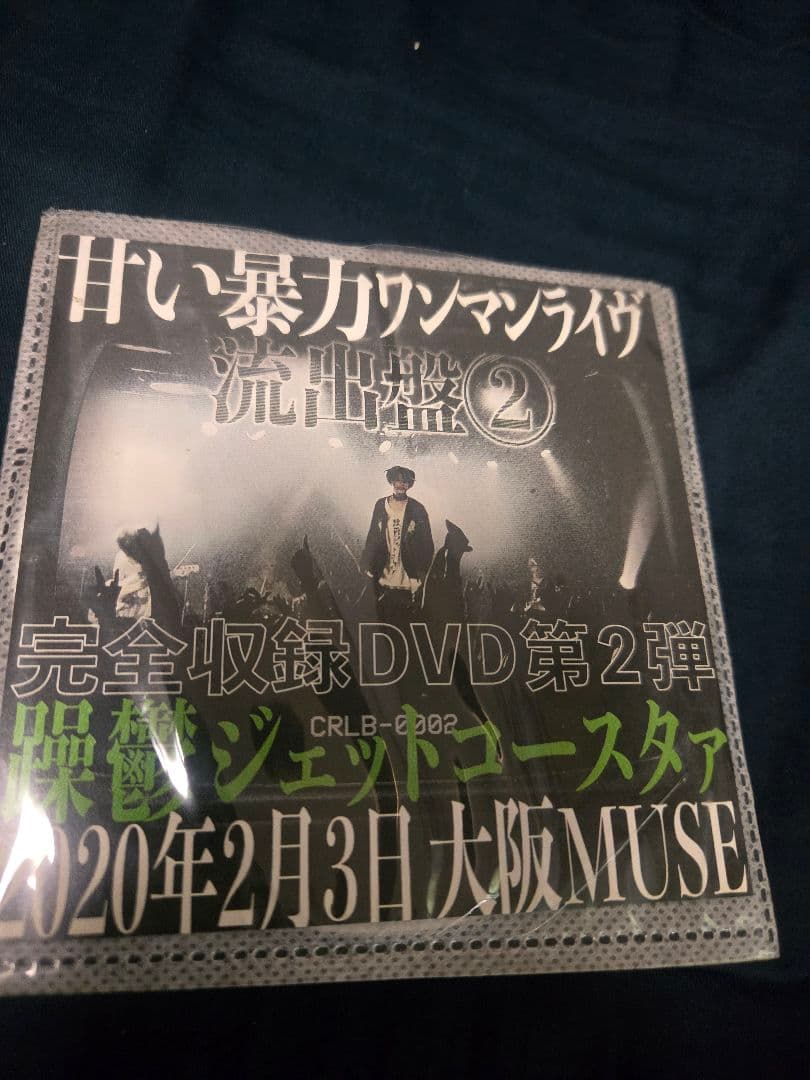 甘い暴力ワンマンライヴ
流出盤②
完全収録DVD第2弾
CRLB-0002
躁鬱ジェットコースタァ
2020年2月3日大阪MUSE